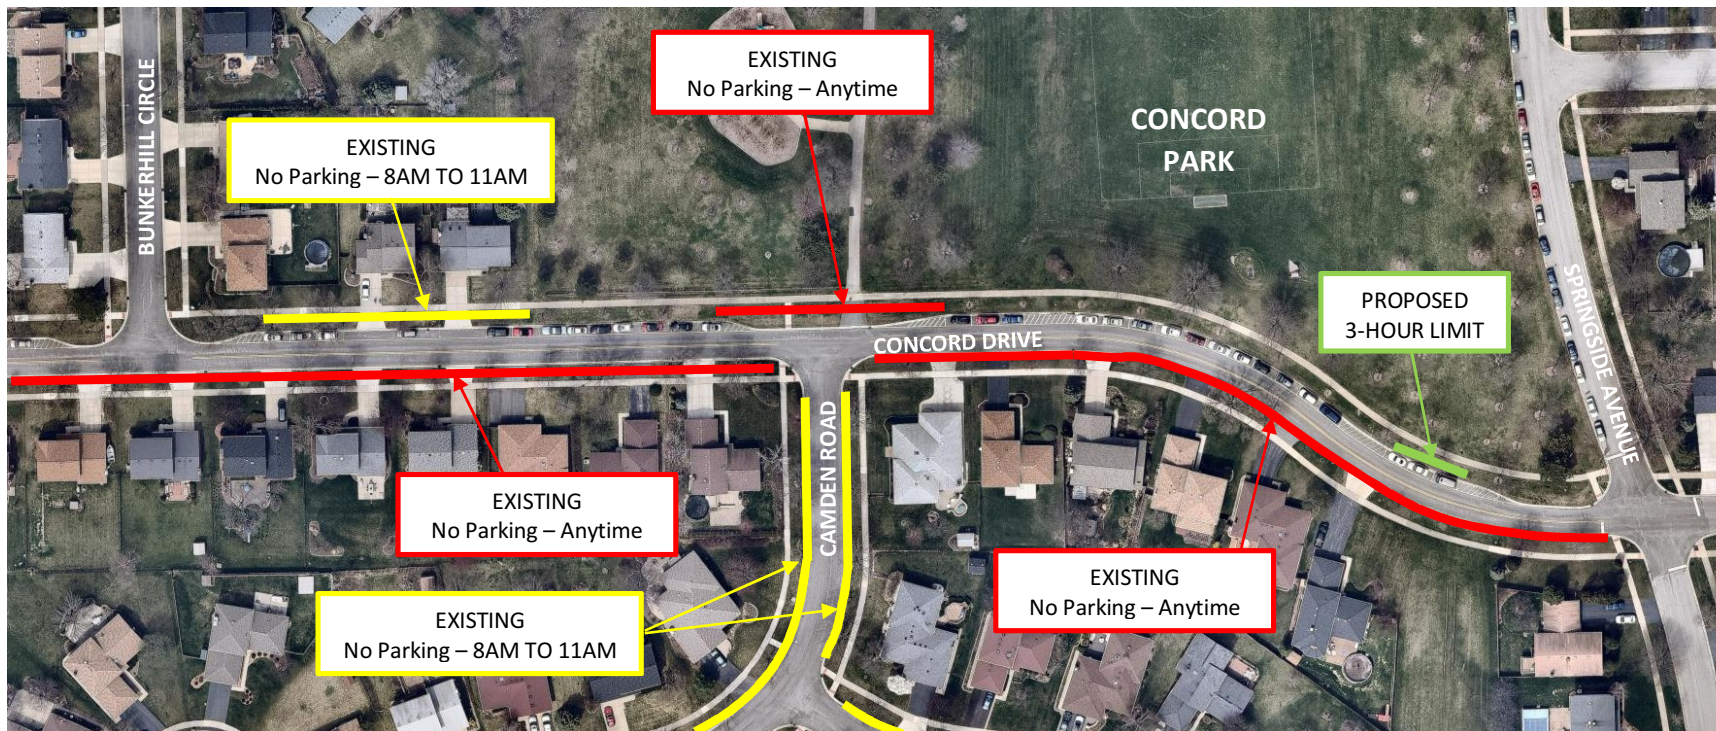 EXISTING
No Parking – Anytime
CONCORD
PARK
BUNKERHILL CIRCLE
EXISTING
No Parking – 8AM TO 11AM
SPRINGSIDE AVENUE
PROPOSED
3-HOUR LIMIT
CONCORD DRIVE
CAMDEN ROAD
EXISTING
No Parking – Anytime
EXISTING
No Parking – Anytime
EXISTING
No Parking – 8AM TO 11AM